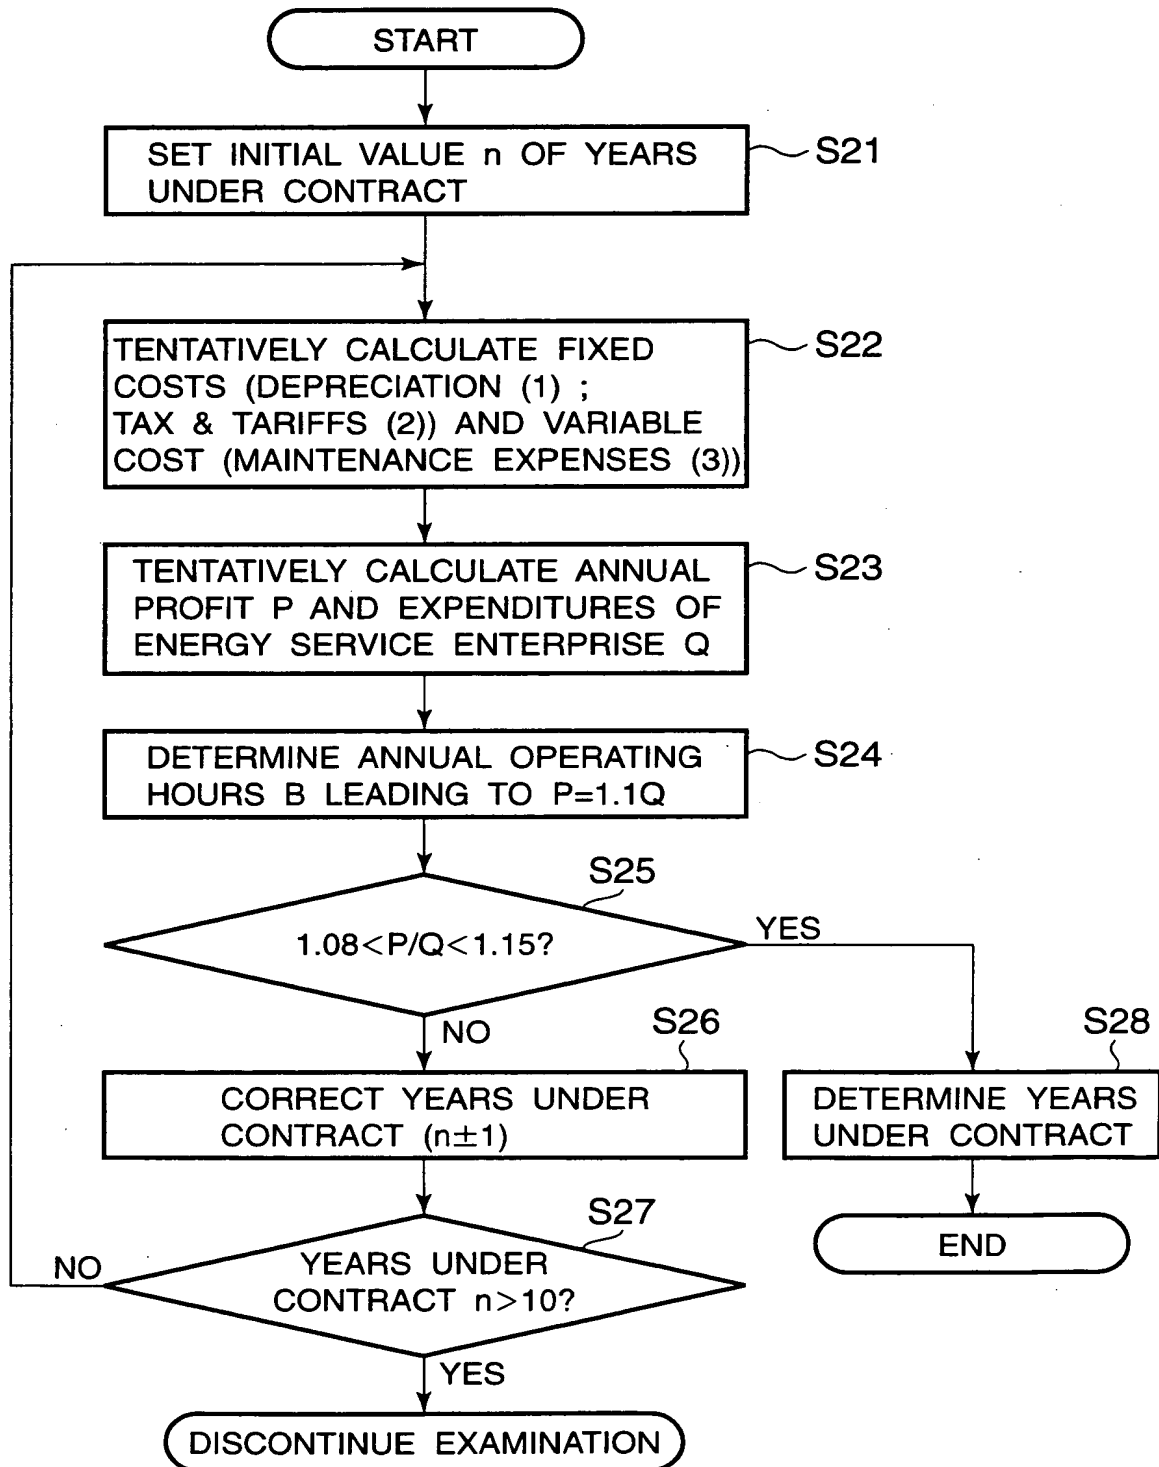 START
SET INITIAL VALUE n OF YEARS
UNDER CONTRACT
S21
TENTATIVELY CALCULATE FIXED
COSTS (DEPRECIATION (1) ;
TAX & TARIFFS (2)) AND VARIABLE
COST (MAINTENANCE EXPENSES (3))
S22
TENTATIVELY CALCULATE ANNUAL
PROFIT P AND EXPENDITURES OF
ENERGY SERVICE ENTERPRISE Q
S23
DETERMINE ANNUAL OPERATING
HOURS B LEADING TO P=1.1Q
S24
S25
1.08<P/Q<1.15?
YES
NO
S26
CORRECT YEARS UNDER
CONTRACT (n±1)
S28
DETERMINE YEARS
UNDER CONTRACT
END
S27
YEARS UNDER
CONTRACT n>10?
NO
YES
DISCONTINUE EXAMINATION